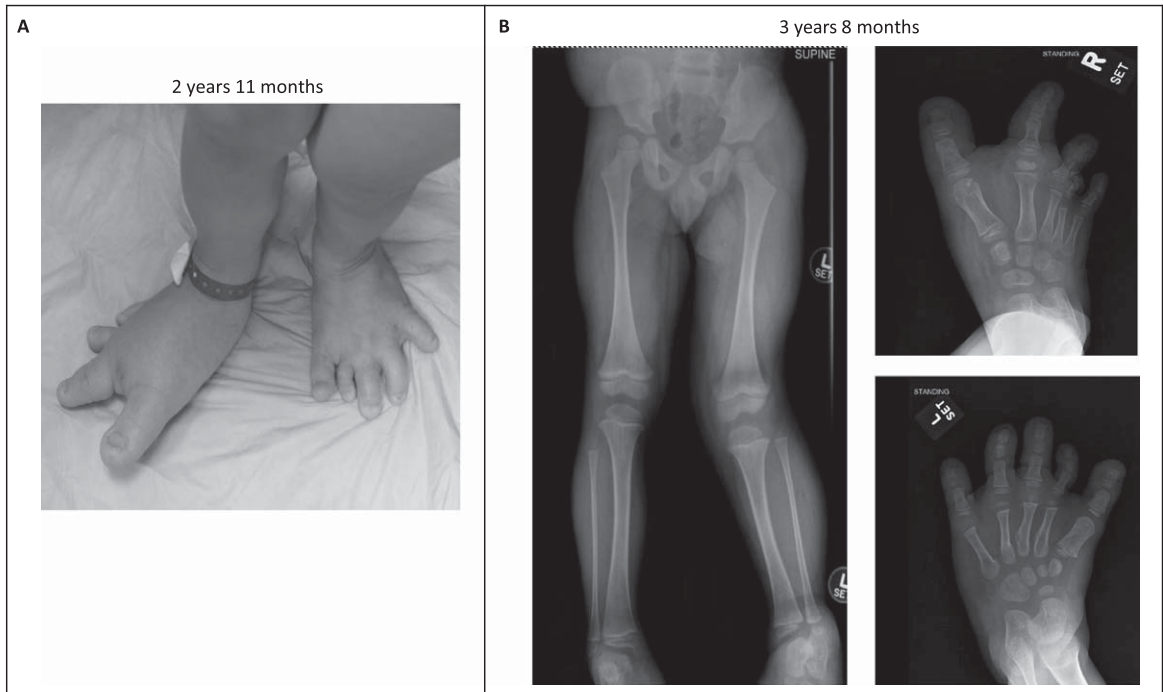 A
2 years 11 months
B
3 years 8 months
SUPINE
L
SET
L
SET
STANDING
R
SET
STANDING
L
SET